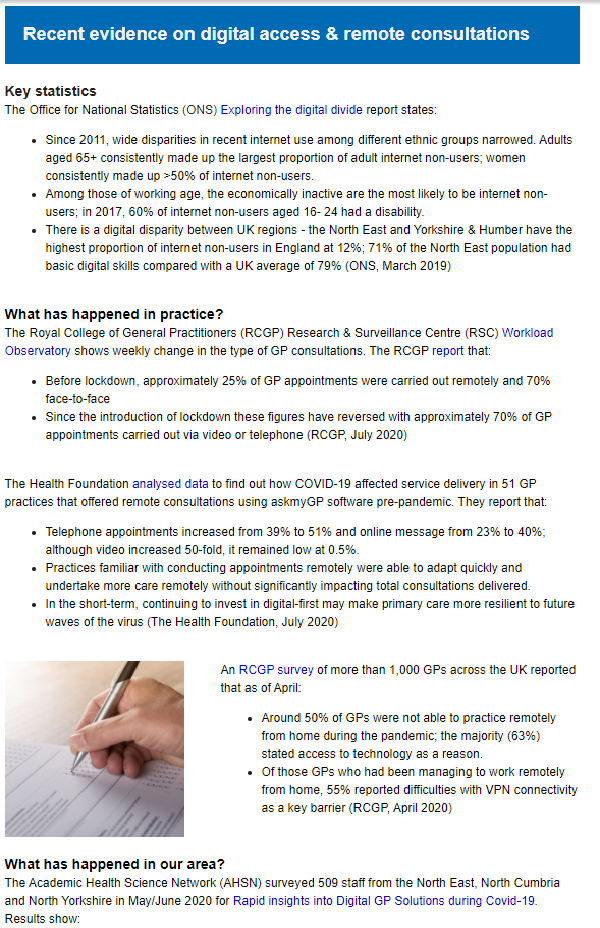 Recent evidence on digital access & remote consultations
Key statistics
The Office for National Statistics (ONS) Exploring the digital divide report states:
• Since 2011, wide disparities in recent internet use among different ethnic groups narrowed. Adults
aged 65+ consistently made up the largest proportion of adult internet non-users; women
consistently made up >50% of internet non-users.
• Among those of working age, the economically inactive are the most likely to be internet non-
users; in 2017, 60% of internet non-users aged 16- 24 had a disability.
• There is a digital disparity between UK regions - the North East and Yorkshire & Humber have the
highest proportion of internet non-users in England at 12%; 71% of the North East population had
basic digital skills compared with a UK average of 79% (ONS, March 2019)
What has happened in practice?
The Royal College of General Practitioners (RCGP) Research & Surveillance Centre (RSC) Workload
Observatory shows weekly change in the type of GP consultations. The RCGP report that:
• Before lockdown, approximately 25% of GP appointments were carried out remotely and 70%
face-to-face
• Since the introduction of lockdown these figures have reversed with approximately 70% of GP
appointments carried out via video or telephone (RCGP, July 2020)
The Health Foundation analysed data to find out how COVID-19 affected service delivery in 51 GP
practices that offered remote consultations using askmyGP software pre-pandemic. They report that:
• Telephone appointments increased from 39% to 51% and online message from 23% to 40%;
although video increased 50-fold, it remained low at 0.5%.
• Practices familiar with conducting appointments remotely were able to adapt quickly and
undertake more care remotely without significantly impacting total consultations delivered.
• In the short-term, continuing to invest in digital-first may make primary care more resilient to future
waves of the virus (The Health Foundation, July 2020)
An RCGP survey of more than 1,000 GPs across the UK reported
that as of April:
• Around 50% of GPs were not able to practice remotely
from home during the pandemic; the majority (63%)
stated access to technology as a reason.
• Of those GPs who had been managing to work remotely
from home, 55% reported difficulties with VPN connectivity
as a key barrier (RCGP, April 2020)
What has happened in our area?
The Academic Health Science Network (AHSN) surveyed 509 staff from the North East, North Cumbria
and North Yorkshire in May/June 2020 for Rapid insights into Digital GP Solutions during Covid-19.
Results show: